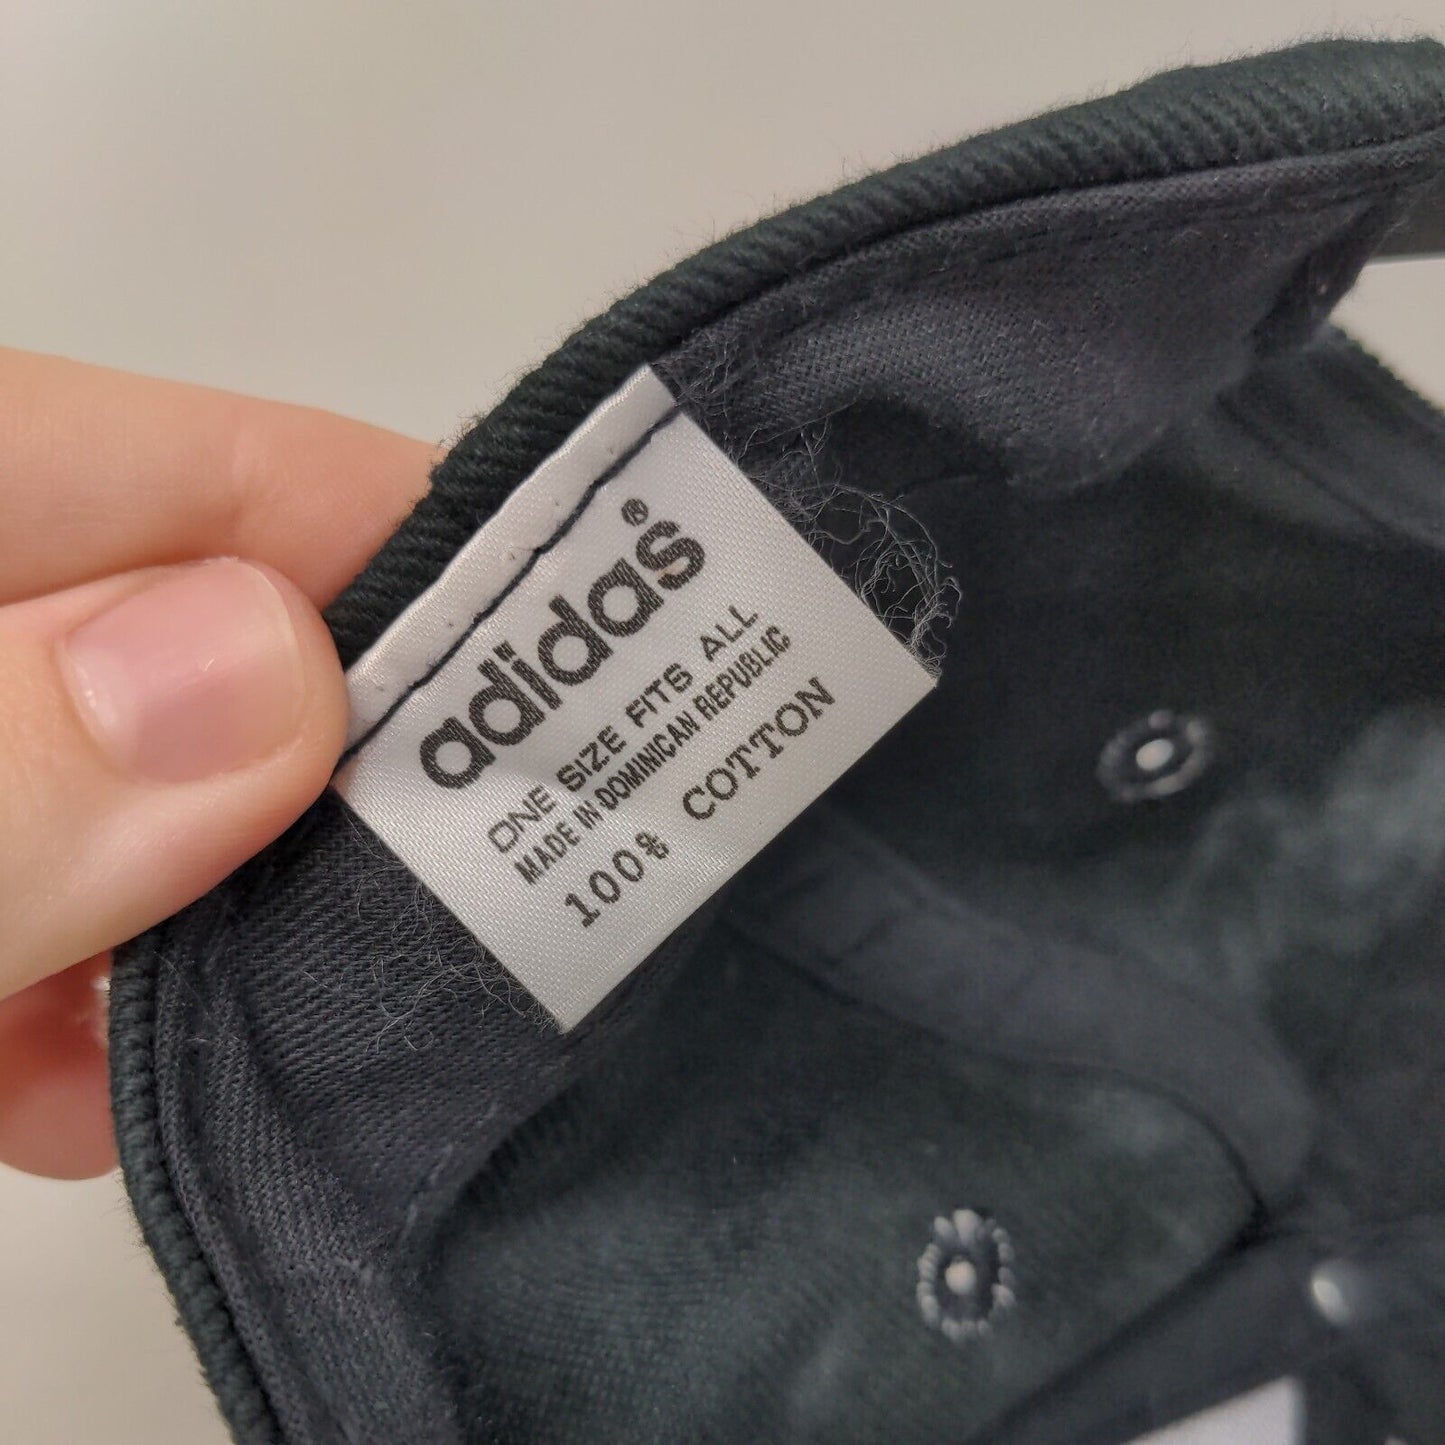 adidas®
ONE SIZE FITS ALL
MADE IN DOMINICAN REPUBLIC
100% COTTON